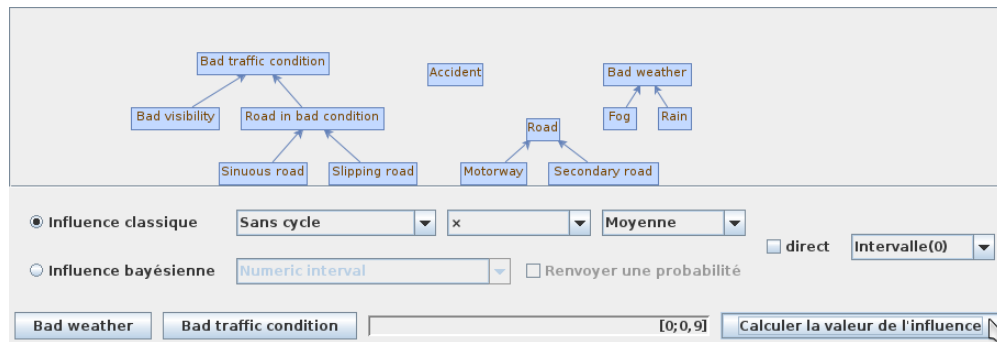 Bad traffic condition
Accident
Bad weather
Bad visibility
Road in bad condition
Fog
Rain
Road
Sinuous road
Slipping road
Motorway
Secondary road
Influence classique
Sans cycle
×
Moyenne
direct
Intervalle(0)
Influence bayésienne
Numeric interval
Renvoyer une probabilité
Bad weather
Bad traffic condition
[0;0,9]
Calculer la valeur de l'influence